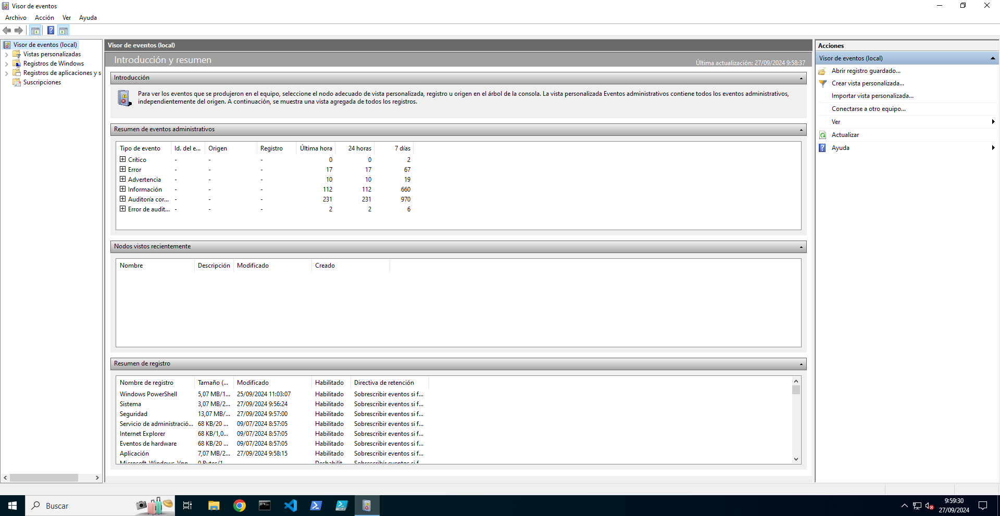 Visor de eventos
Archivo Acción Ver Ayuda
Visor de eventos (local)
Vistas personalizadas
Registros de Windows
Registros de aplicaciones y s
Suscripciones
Visor de eventos (local)
Introducción y resumen
Última actualización: 27/09/2024 9:58:37
Introducción
Para ver los eventos que se produjeron en el equipo, seleccione el nodo adecuado de vista personalizada, registro u origen en el árbol de la consola. La vista personalizada Eventos administrativos contiene todos los eventos administrativos,
independientemente del origen. A continuación, se muestra una vista agregada de todos los registros.
Resumen de eventos administrativos
Tipo de evento Id. del e... Origen Registro Última hora 24 horas 7 días
Crítico - - - 0 0 2
Error - - - 17 17 67
Advertencia - - - 10 10 19
Información - - - 112 112 660
Auditoría cor... - - - 231 231 970
Error de audit... - - - 2 2 6
Nodos vistos recientemente
Nombre Descripción Modificado Creado
Resumen de registro
Nombre de registro Tamaño (... Modificado Habilitado Directiva de retención
Windows PowerShell 5,07 MB/1... 25/09/2024 11:03:07 Habilitado Sobrescribir eventos si f...
Sistema 3,07 MB/2... 27/09/2024 9:56:24 Habilitado Sobrescribir eventos si f...
Seguridad 13,07 MB/... 27/09/2024 9:57:00 Habilitado Sobrescribir eventos si f...
Servicio de administració... 68 KB/20 ... 09/07/2024 8:57:05 Habilitado Sobrescribir eventos si f...
Internet Explorer 68 KB/1,0... 09/07/2024 8:57:05 Habilitado Sobrescribir eventos si f...
Eventos de hardware 68 KB/20 ... 09/07/2024 8:57:05 Habilitado Sobrescribir eventos si f...
Aplicación 7,07 MB/2... 27/09/2024 9:58:15 Habilitado Sobrescribir eventos si f...
Microsoft-Windows-Vpn... 0 Bytes/1... Deshabilit... Sobrescribir eventos si f...
Acciones
Visor de eventos (local)
Abrir registro guardado...
Crear vista personalizada...
Importar vista personalizada...
Conectarse a otro equipo...
Ver
Actualizar
Ayuda
Buscar
9:59:30
27/09/2024